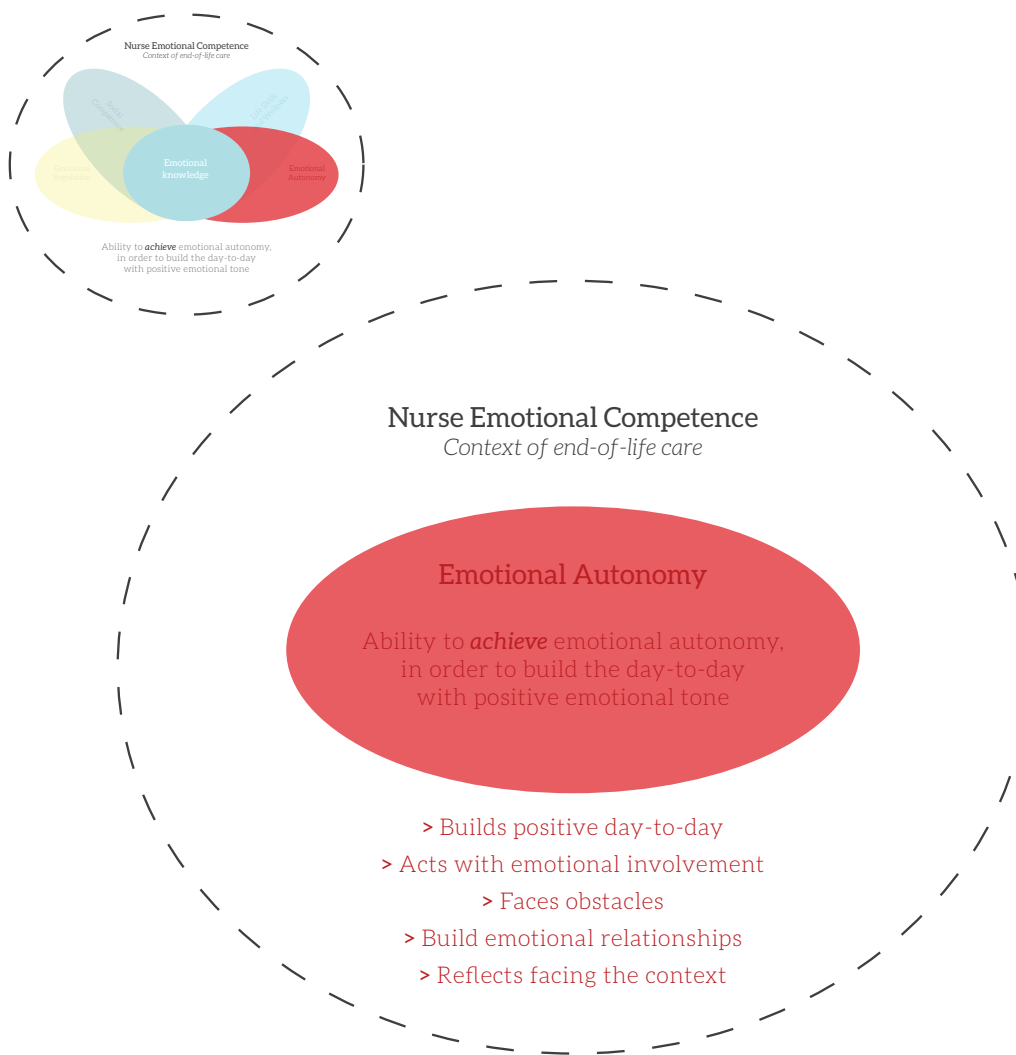 Nurse Emotional Competence
Context of end-of-life care
Social
Competence
Emotional
Regulation
Emotional
knowledge
Emotional
Autonomy
Ability to achieve emotional autonomy,
in order to build the day-to-day
with positive emotional tone
Nurse Emotional Competence
Context of end-of-life care
Emotional Autonomy
Ability to achieve emotional autonomy,
in order to build the day-to-day
with positive emotional tone
> Builds positive day-to-day
> Acts with emotional involvement
> Faces obstacles
> Build emotional relationships
> Reflects facing the context